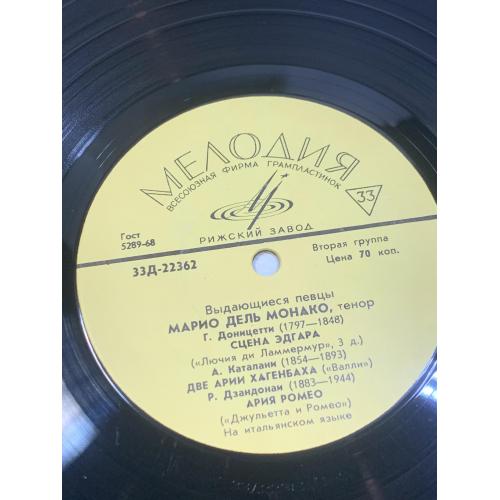 МЕЛОДИЯ
ВСЕСОЮЗНАЯ ФИРМА ГРАМПЛАСТИНОК
33
РИЖСКИЙ ЗАВОД
Гост
5289-68
Вторая группа
Цена 70 коп.
33Д-22362
Выдающиеся певцы
МАРИО ДЕЛЬ МОНАКО, тенор
Г. Доницетти (1797—1848)
СЦЕНА ЭДГАРА
(«Лючия ди Ламмермур», 3 д.)
А. Каталани (1854—1893)
ДВЕ АРИИ ХАГЕНБАХА («Валли»)
Р. Дзандонаи (1883—1944)
АРИЯ РОМЕО
(«Джульетта и Ромео»)
На итальянском языке